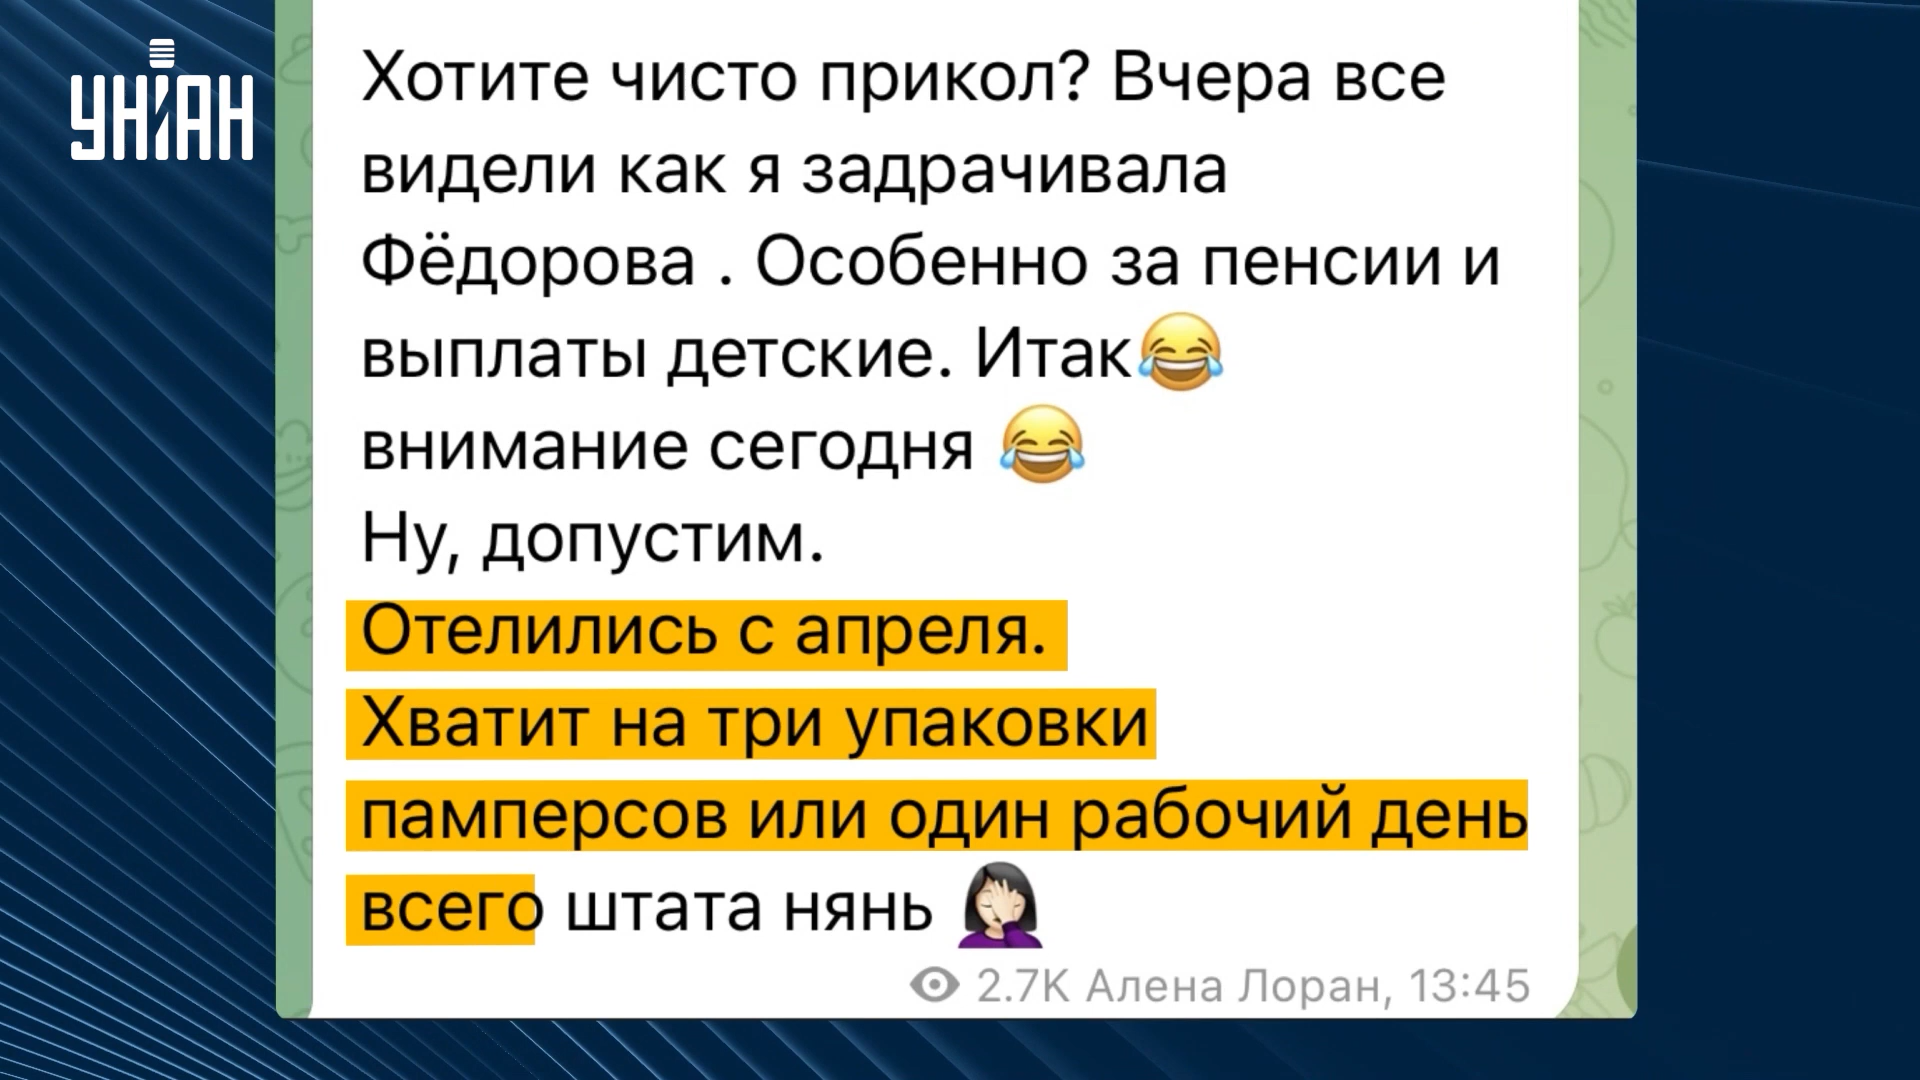 УНІАН
Хотите чисто прикол? Вчера все
видели как я задрачивала
Фёдорова . Особенно за пенсии и
выплаты детские. Итак😂
внимание сегодня 😂
Ну, допустим.
Отелились с апреля.
Хватит на три упаковки
памперсов или один рабочий день
всего штата нянь 🤦🏻‍♀️
2.7K Алена Лоран, 13:45